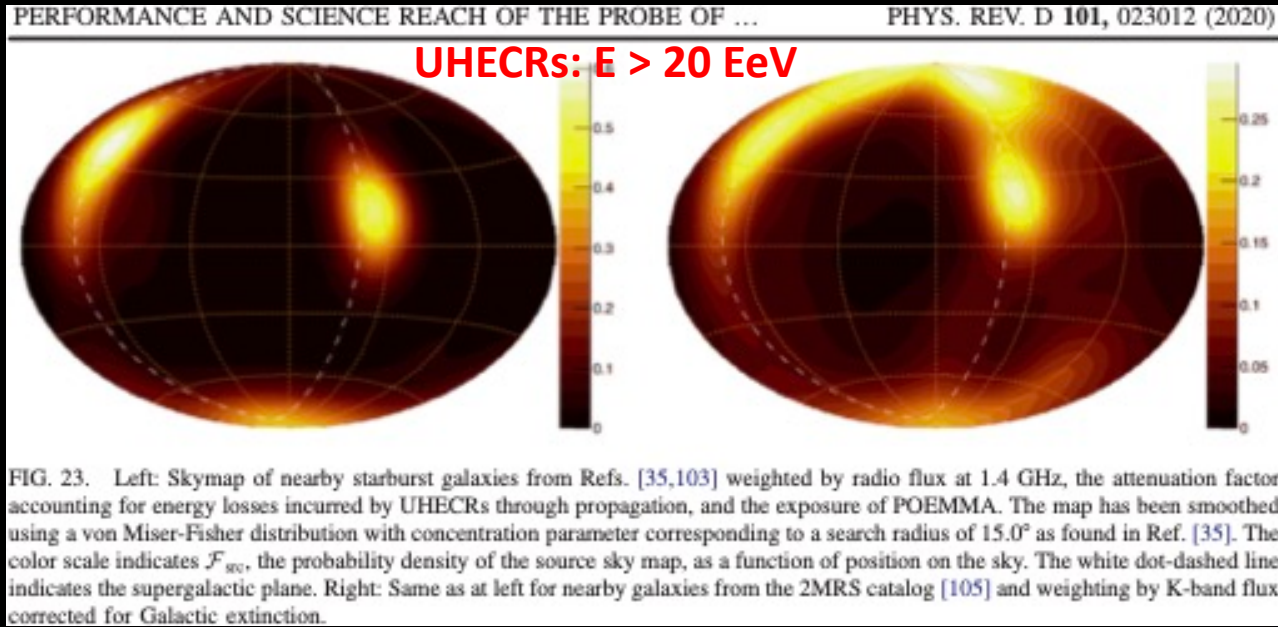 PERFORMANCE AND SCIENCE REACH OF THE PROBE OF … PHYS. REV. D 101, 023012 (2020)
UHECRs: E > 20 EeV
0.5
0.4
0.3
0.2
0.1
0
0.25
0.2
0.15
0.1
0.05
0
FIG. 23. Left: Skymap of nearby starburst galaxies from Refs. [35,103] weighted by radio flux at 1.4 GHz, the attenuation factor
accounting for energy losses incurred by UHECRs through propagation, and the exposure of POEMMA. The map has been smoothed
using a von Miser-Fisher distribution with concentration parameter corresponding to a search radius of 15.0° as found in Ref. [35]. The
color scale indicates ℱsrc, the probability density of the source sky map, as a function of position on the sky. The white dot-dashed line
indicates the supergalactic plane. Right: Same as at left for nearby galaxies from the 2MRS catalog [105] and weighting by K-band flux
corrected for Galactic extinction.